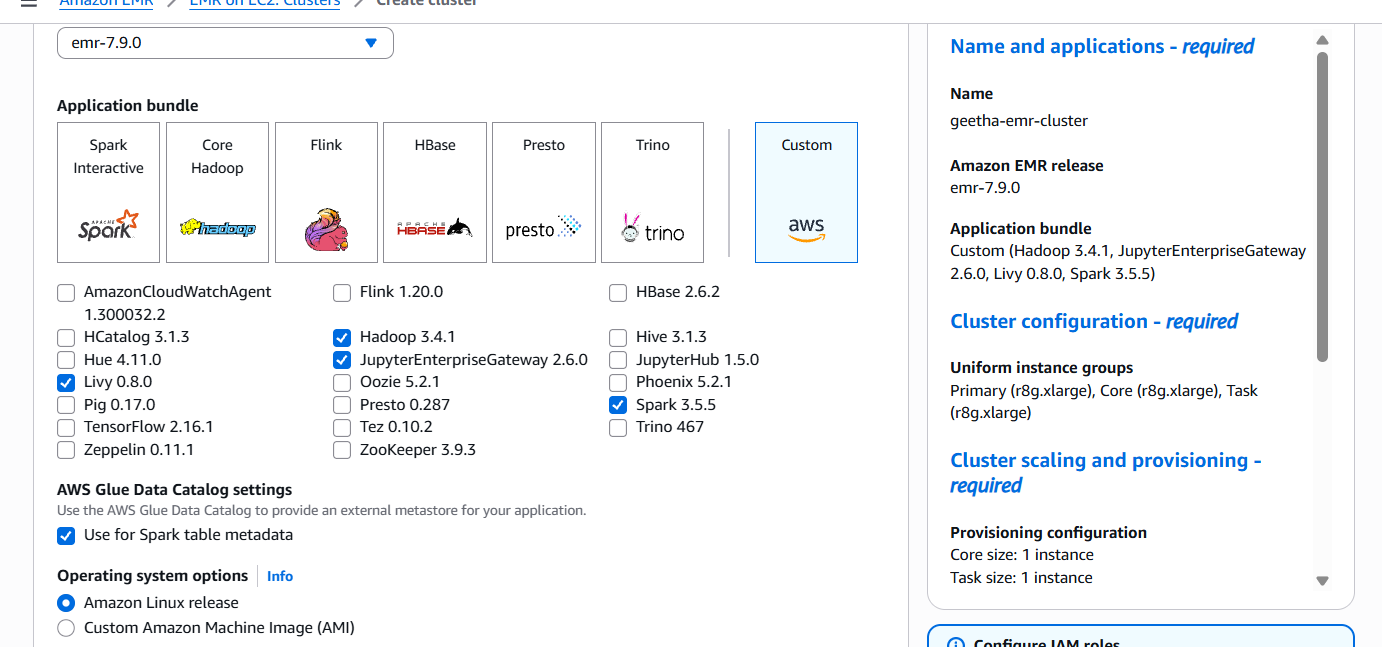 Amazon EMR
EMR on EC2: Clusters
Create cluster
emr-7.9.0
Application bundle
Spark
Interactive
APACHE
Spark
Core
Hadoop
hadoop
Flink
HBase
APACHE
HBASE
Presto
presto
Trino
trino
Custom
aws
AmazonCloudWatchAgent
1.300032.2
Flink 1.20.0
HBase 2.6.2
HCatalog 3.1.3
Hadoop 3.4.1
Hive 3.1.3
Hue 4.11.0
JupyterEnterpriseGateway 2.6.0
JupyterHub 1.5.0
Livy 0.8.0
Oozie 5.2.1
Phoenix 5.2.1
Pig 0.17.0
Presto 0.287
Spark 3.5.5
TensorFlow 2.16.1
Tez 0.10.2
Trino 467
Zeppelin 0.11.1
ZooKeeper 3.9.3
AWS Glue Data Catalog settings
Use the AWS Glue Data Catalog to provide an external metastore for your application.
Use for Spark table metadata
Operating system options
Info
Amazon Linux release
Custom Amazon Machine Image (AMI)
Name and applications - required
Name
geetha-emr-cluster
Amazon EMR release
emr-7.9.0
Application bundle
Custom (Hadoop 3.4.1, JupyterEnterpriseGateway
2.6.0, Livy 0.8.0, Spark 3.5.5)
Cluster configuration - required
Uniform instance groups
Primary (r8g.xlarge), Core (r8g.xlarge), Task
(r8g.xlarge)
Cluster scaling and provisioning -
required
Provisioning configuration
Core size: 1 instance
Task size: 1 instance
Configure IAM roles